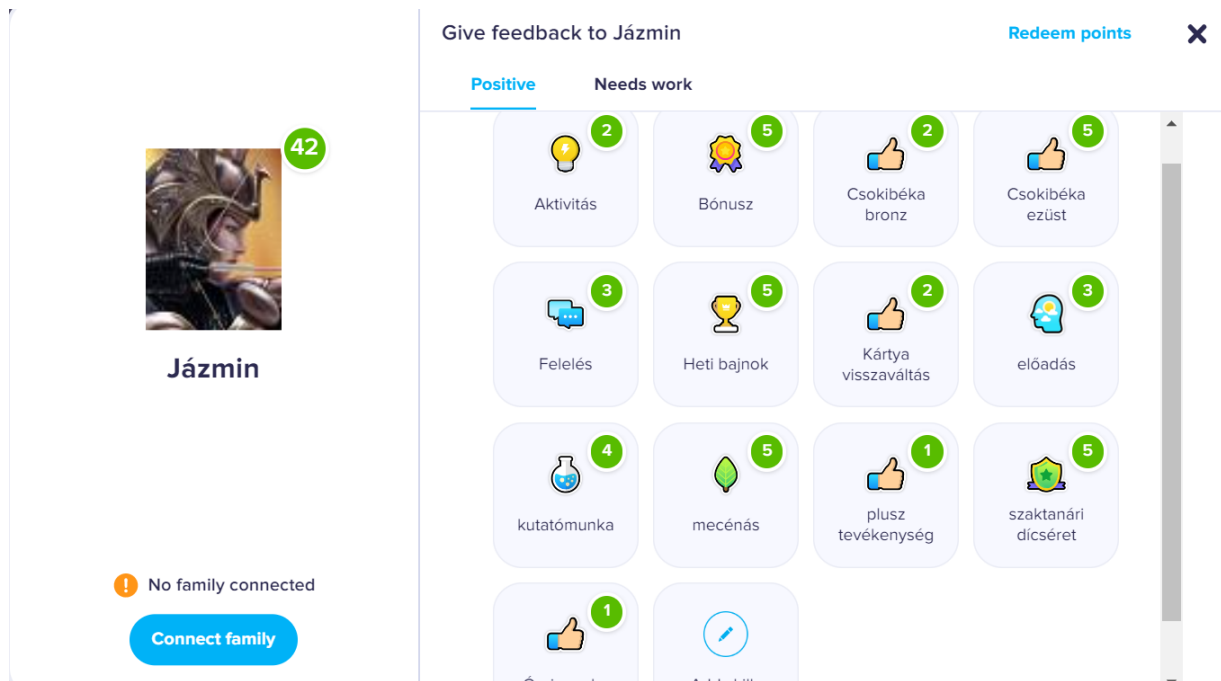 Give feedback to Jázmin
Redeem points
Positive
Needs work
42
Jázmin
No family connected
Connect family
2
5
2
5
Aktivitás
Bónusz
Csokibéka
bronz
Csokibéka
ezüst
3
5
2
3
Felelés
Heti bajnok
Kártya
visszaváltás
előadás
4
5
1
5
kutatómunka
mecénás
plusz
tevékenység
szaktanári
dícséret
1